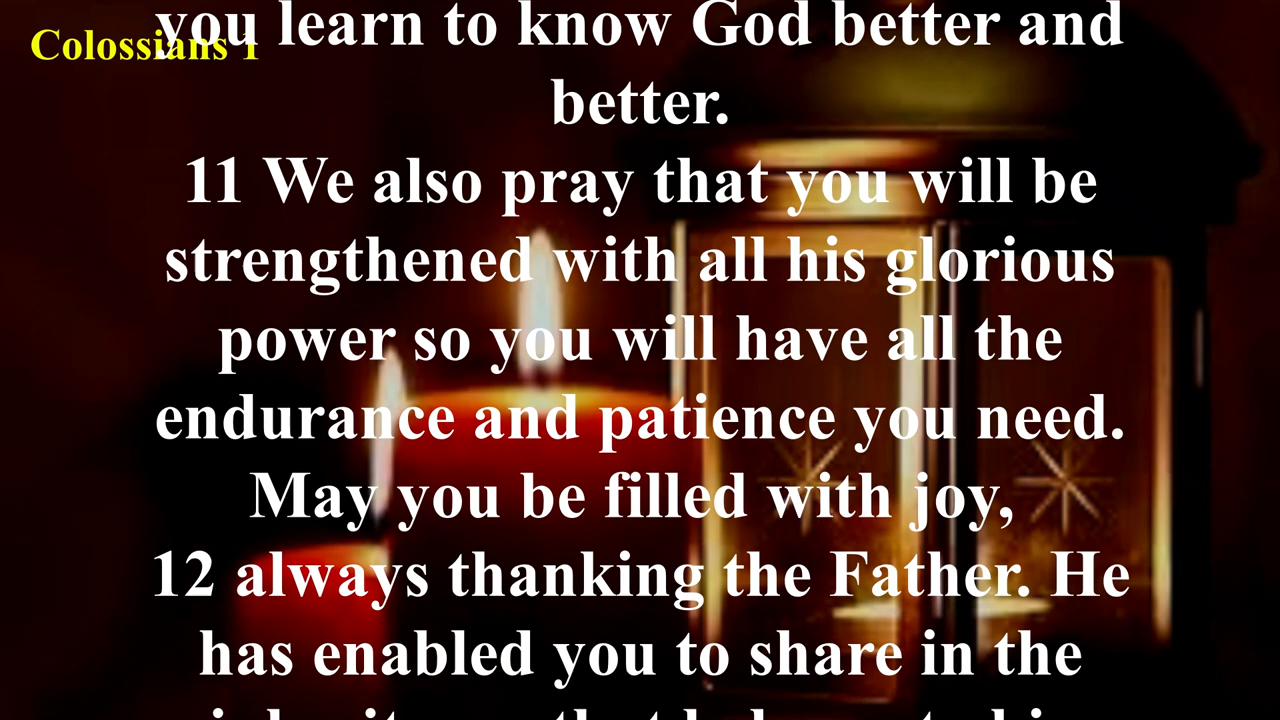 Colossians 1
you learn to know God better and
better.
11 We also pray that you will be
strengthened with all his glorious
power so you will have all the
endurance and patience you need.
May you be filled with joy,
12 always thanking the Father. He
has enabled you to share in the